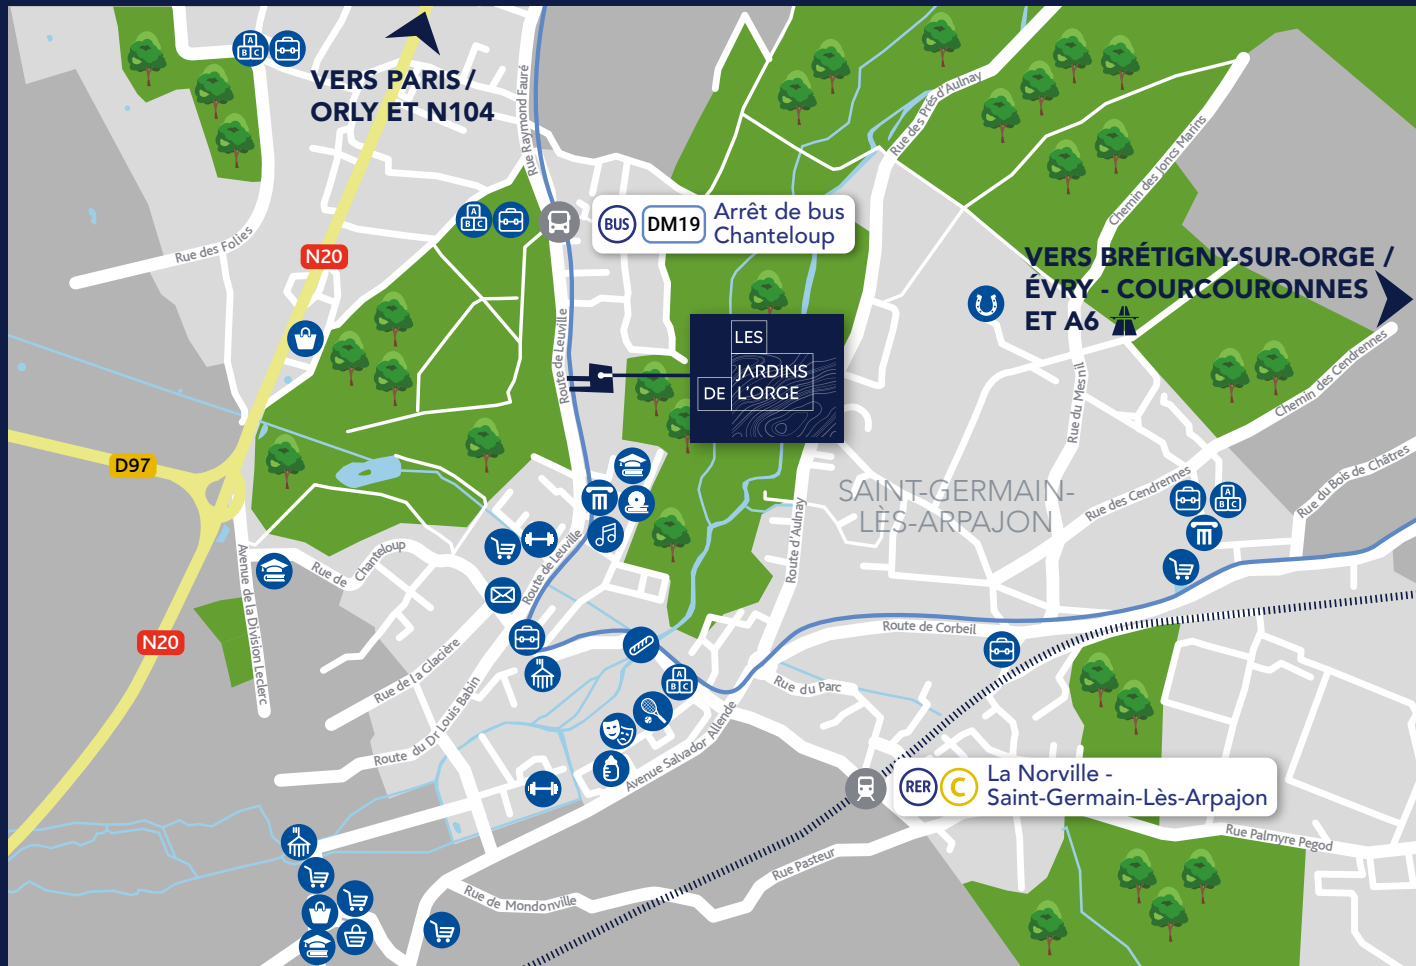 VERS PARIS /
ORLY ET N104
Rue Raymond Fauré
Rue des Prés d'Aulnay
Chemin des Joncs Marins
BUS DM19 Arrêt de bus
Chanteloup
Rue des Folies
N20
VERS BRÉTIGNY-SUR-ORGE /
ÉVRY - COURCOURONNES
ET A6
Route de Leuville
LES
JARDINS
DE L'ORGE
Rue du Mesnil
Chemin des Cendrennes
D97
SAINT-GERMAIN-
LÈS-ARPAJON
Rue des Cendrennes
Rue du Bois de Châtres
Route d'Aulnay
Rue de Chanteloup
Route de Leuville
Avenue de la Division Leclerc
N20
Route de Corbeil
Rue de la Glacière
Rue du Parc
Route du Dr Louis Babin
Avenue Salvador Allende
RER C La Norville -
Saint-Germain-Lès-Arpajon
Rue Palmyre Pegod
Rue Pasteur
Rue de Mondonville
A
B C
A
B C
A
B C
A
B C